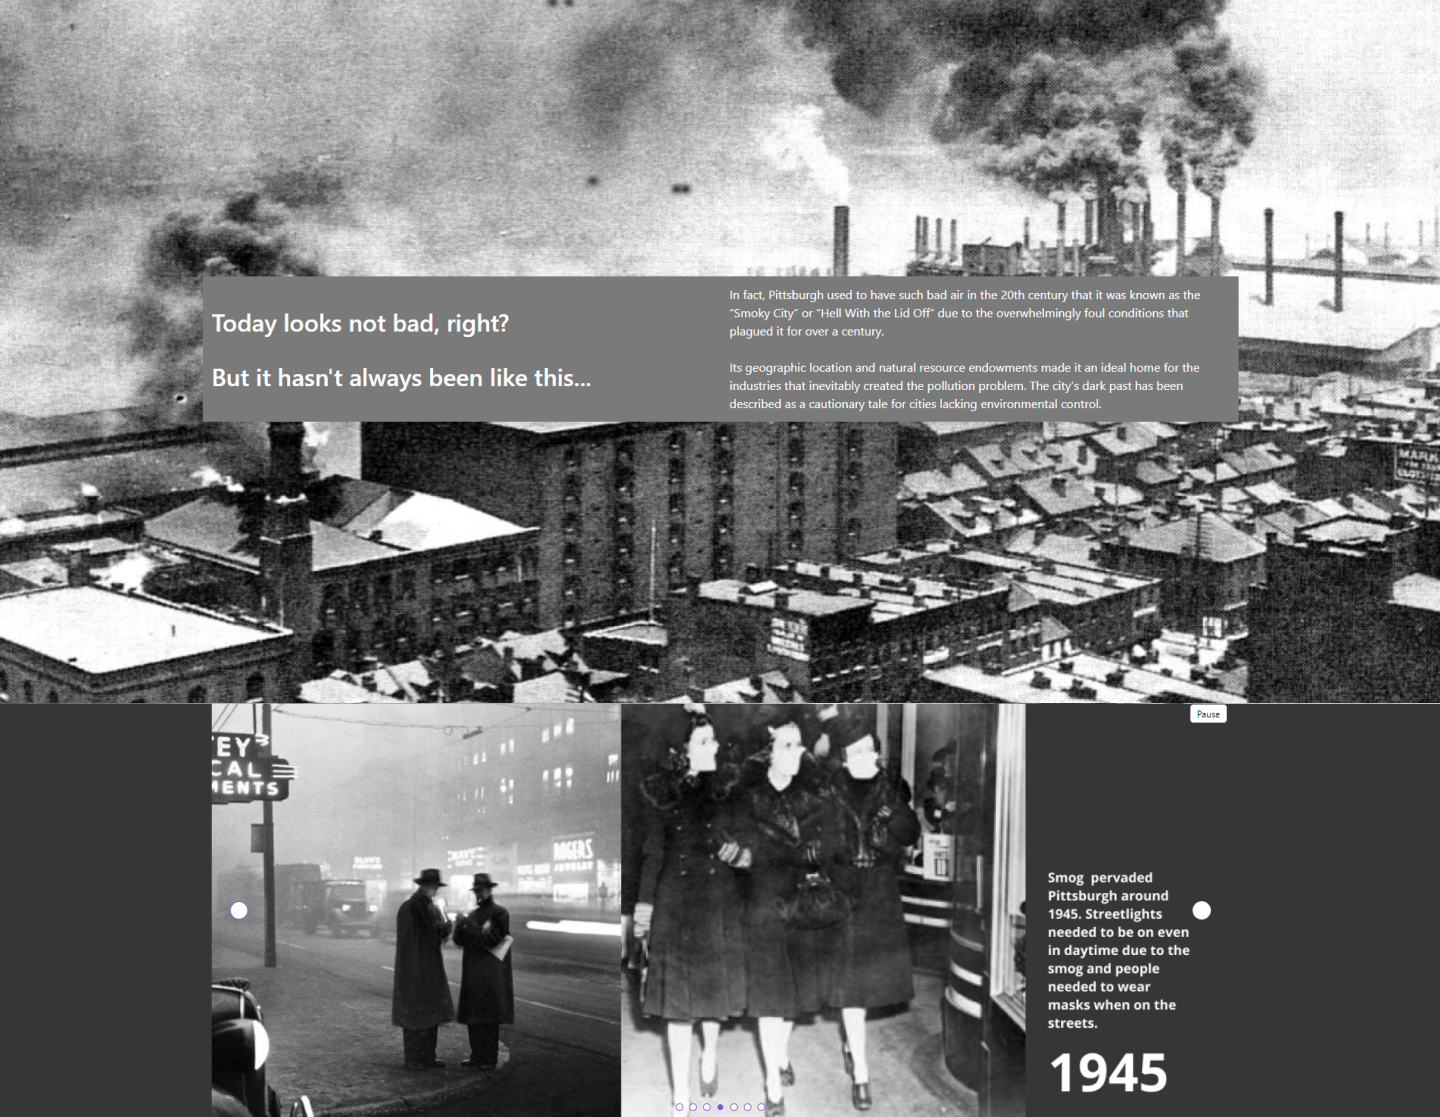 Today looks not bad, right?
But it hasn't always been like this...
In fact, Pittsburgh used to have such bad air in the 20th century that it was known as the
“Smoky City” or “Hell With the Lid Off” due to the overwhelmingly foul conditions that
plagued it for over a century.
Its geographic location and natural resource endowments made it an ideal home for the
industries that inevitably created the pollution problem. The city’s dark past has been
described as a cautionary tale for cities lacking environmental control.
MARK
Pause
EY
CAL
MENTS
ROGERS
JEWELRY
Smog pervaded
Pittsburgh around
1945. Streetlights
needed to be on even
in daytime due to the
smog and people
needed to wear
masks when on the
streets.
1945